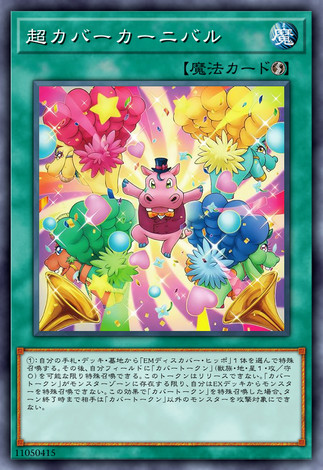 超カバーカーニバル
魔
【魔法カード】
①:自分の手札・デッキ・墓地から「EMディスカバー・ヒッポ」1体を選んで特殊
召喚する。その後、自分フィールドに「カバートークン」(獣族・地・星1・攻/守
0)を可能な限り特殊召喚する。このトークンはリリースできない。「カバー
トークン」がモンスターゾーンに存在する限り、自分はEXデッキからモンスター
を特殊召喚できない。この効果で「カバートークン」を特殊召喚した場合、ター
ン終了時まで相手は「カバートークン」以外のモンスターを攻撃対象にでき
ない。
11050415